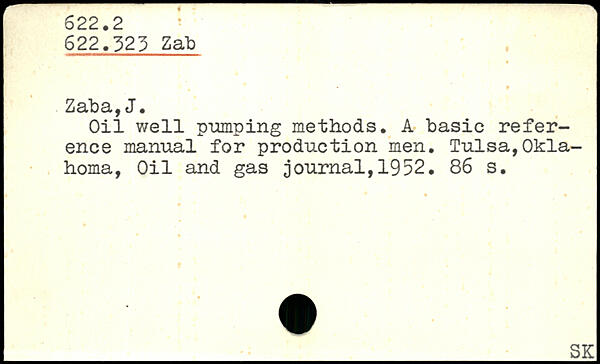 622.2
622.323 Zab
Zaba,J.
Oil well pumping methods. A basic refer-
ence manual for production men. Tulsa,Okla-
homa, Oil and gas journal,1952. 86 s.
SK